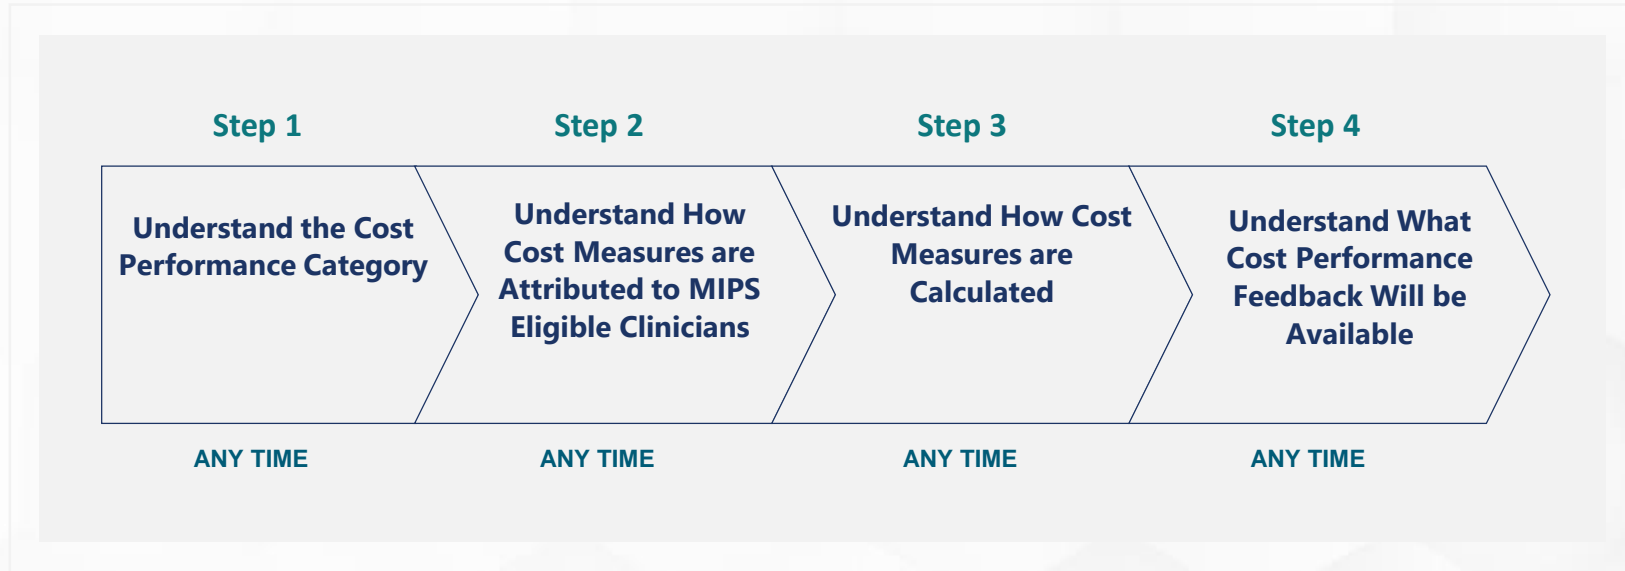 Step 1
Understand the Cost
Performance Category
ANY TIME
Step 2
Understand How
Cost Measures are
Attributed to MIPS
Eligible Clinicians
ANY TIME
Step 3
Understand How Cost
Measures are
Calculated
ANY TIME
Step 4
Understand What
Cost Performance
Feedback Will be
Available
ANY TIME